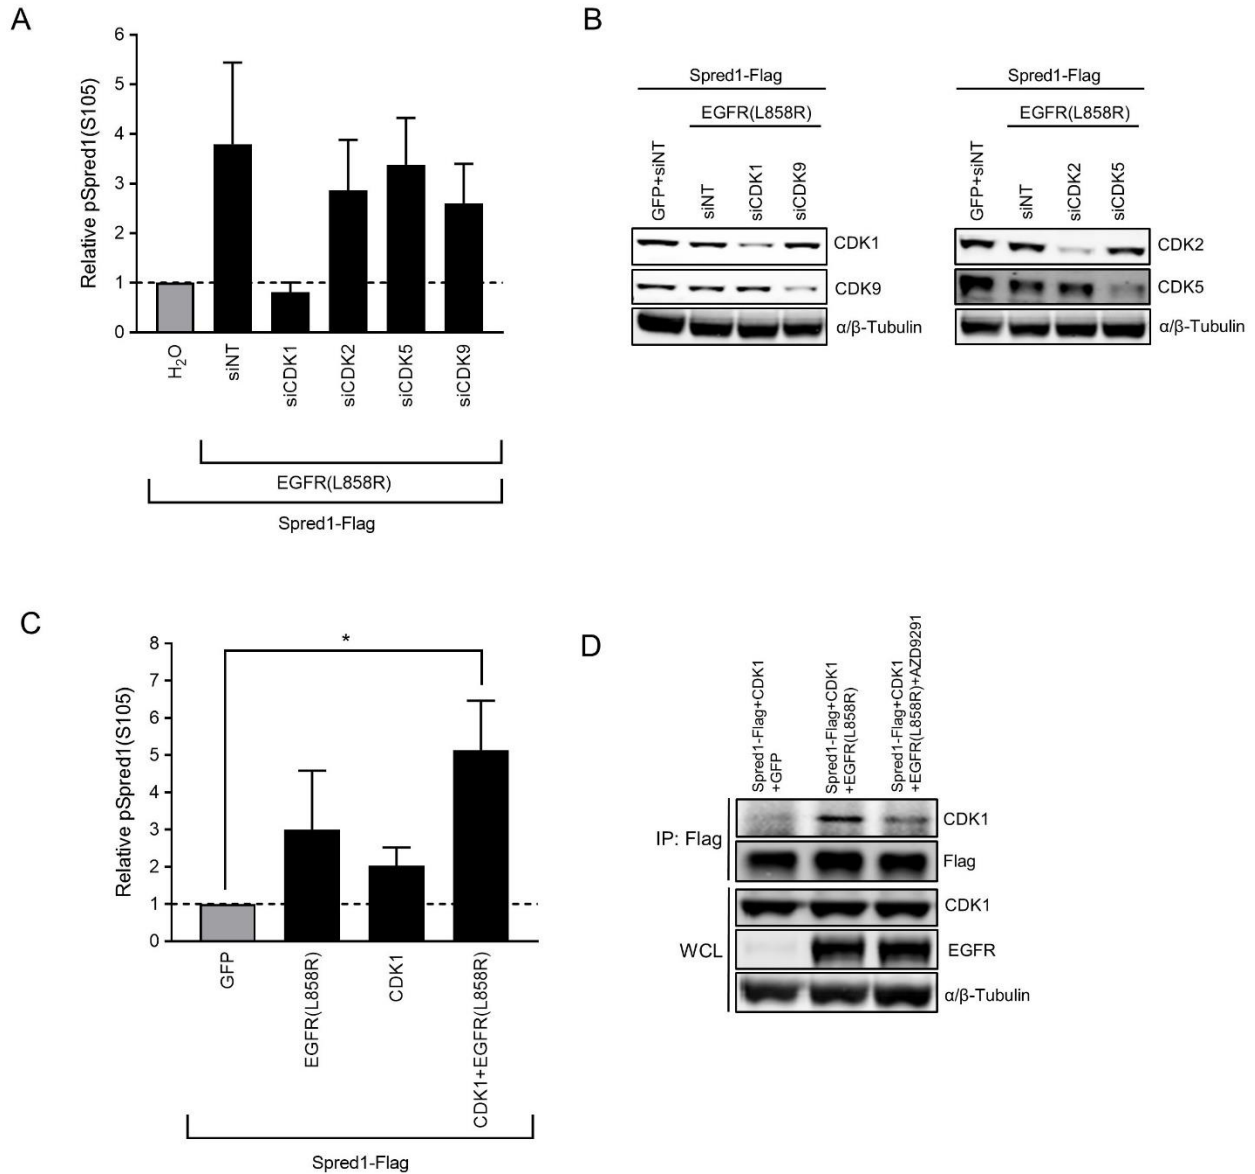 A
Relative pSpred1(S105)
6
5
4
3
2
1
0
H₂O
siNT
siCDK1
siCDK2
siCDK5
siCDK9
EGFR(L858R)
Spred1-Flag
B
Spred1-Flag
EGFR(L858R)
GFP+siNT
siNT
siCDK1
siCDK9
CDK1
CDK9
α/β-Tubulin
Spred1-Flag
EGFR(L858R)
GFP+siNT
siNT
siCDK2
siCDK5
CDK2
CDK5
α/β-Tubulin
C
Relative pSpred1(S105)
8
7
6
5
4
3
2
1
0
*
GFP
EGFR(L858R)
CDK1
CDK1+EGFR(L858R)
Spred1-Flag
D
Spred1-Flag+CDK1
+GFP
Spred1-Flag+CDK1
+EGFR(L858R)
Spred1-Flag+CDK1
+EGFR(L858R)+AZD9291
IP: Flag
CDK1
Flag
WCL
CDK1
EGFR
α/β-Tubulin